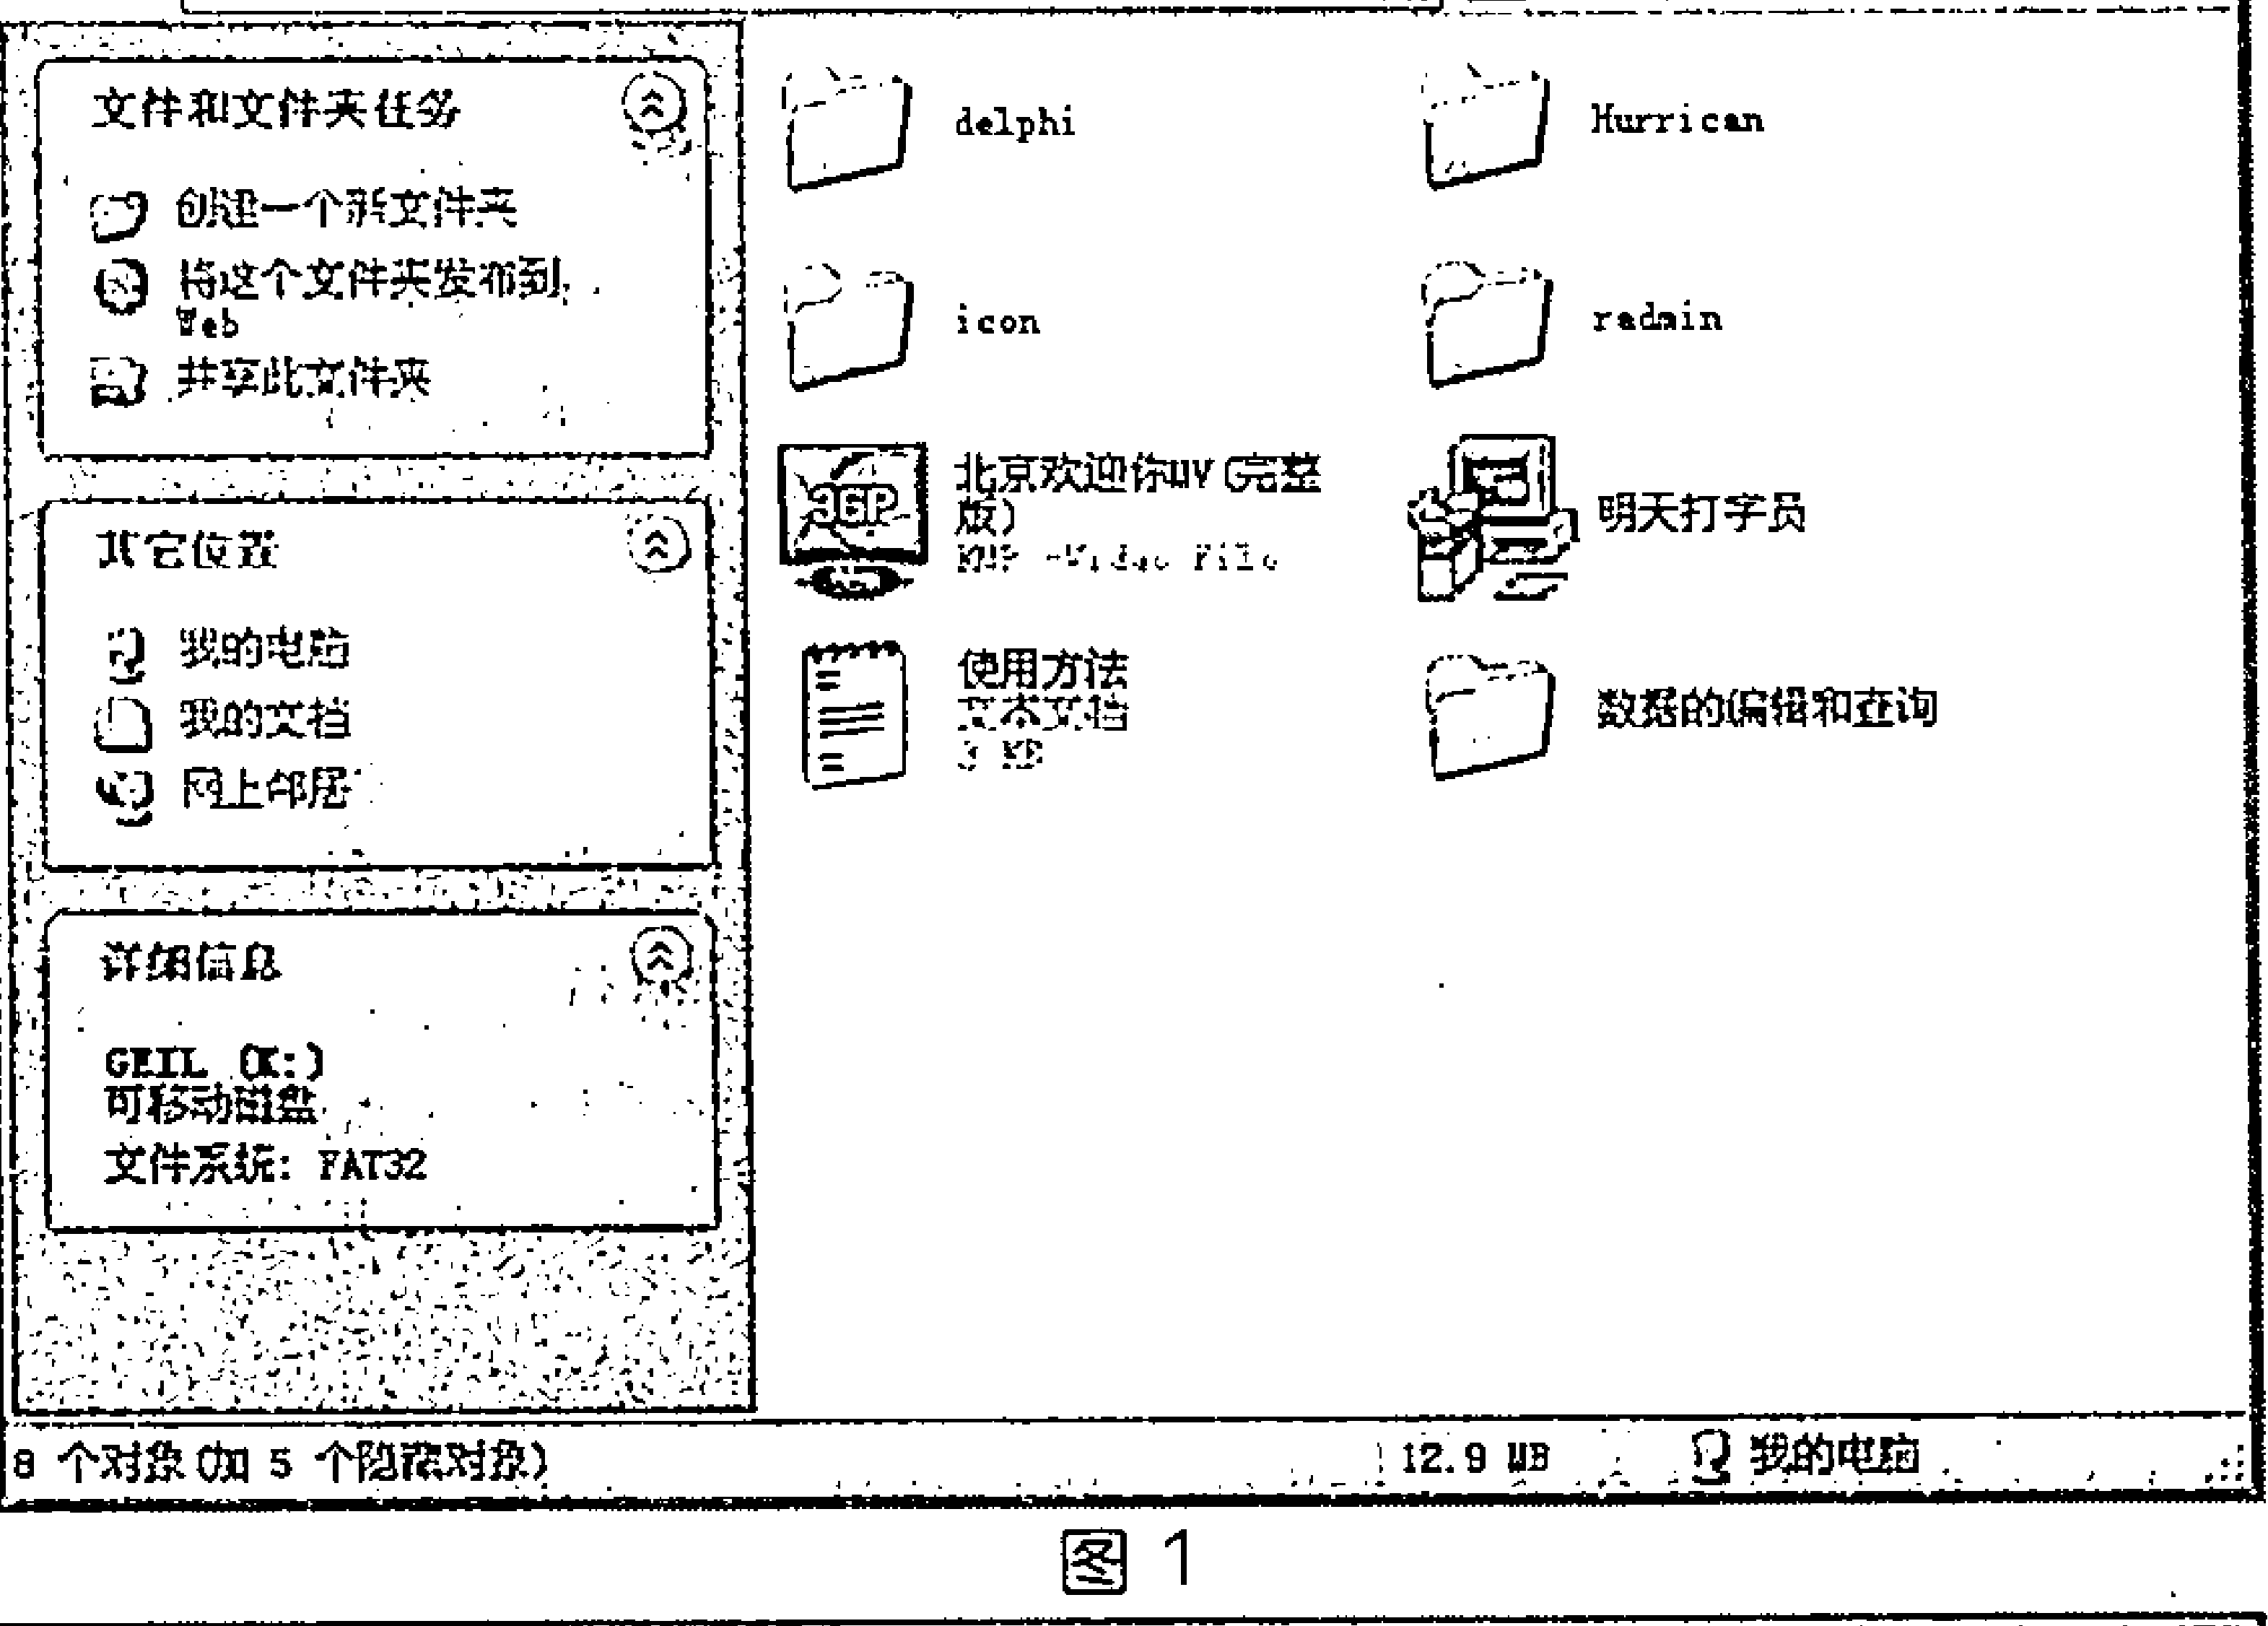 文件和文件夹任务
创建一个新文件夹
将这个文件夹发布到
Web
共享此文件夹
其它位置
我的电脑
我的文档
网上邻居
详细信息
GEIL (K:)
可移动磁盘
文件系统: FAT32
delphi
Hurrican
icon
radmin
3GP
北京欢迎你MV(完整
版)
Video File
明天打字员
使用方法
文本文档
3 KB
数据的编辑和查询
8 个对象(加 5 个隐藏对象)
12.9 MB
我的电脑
图 1